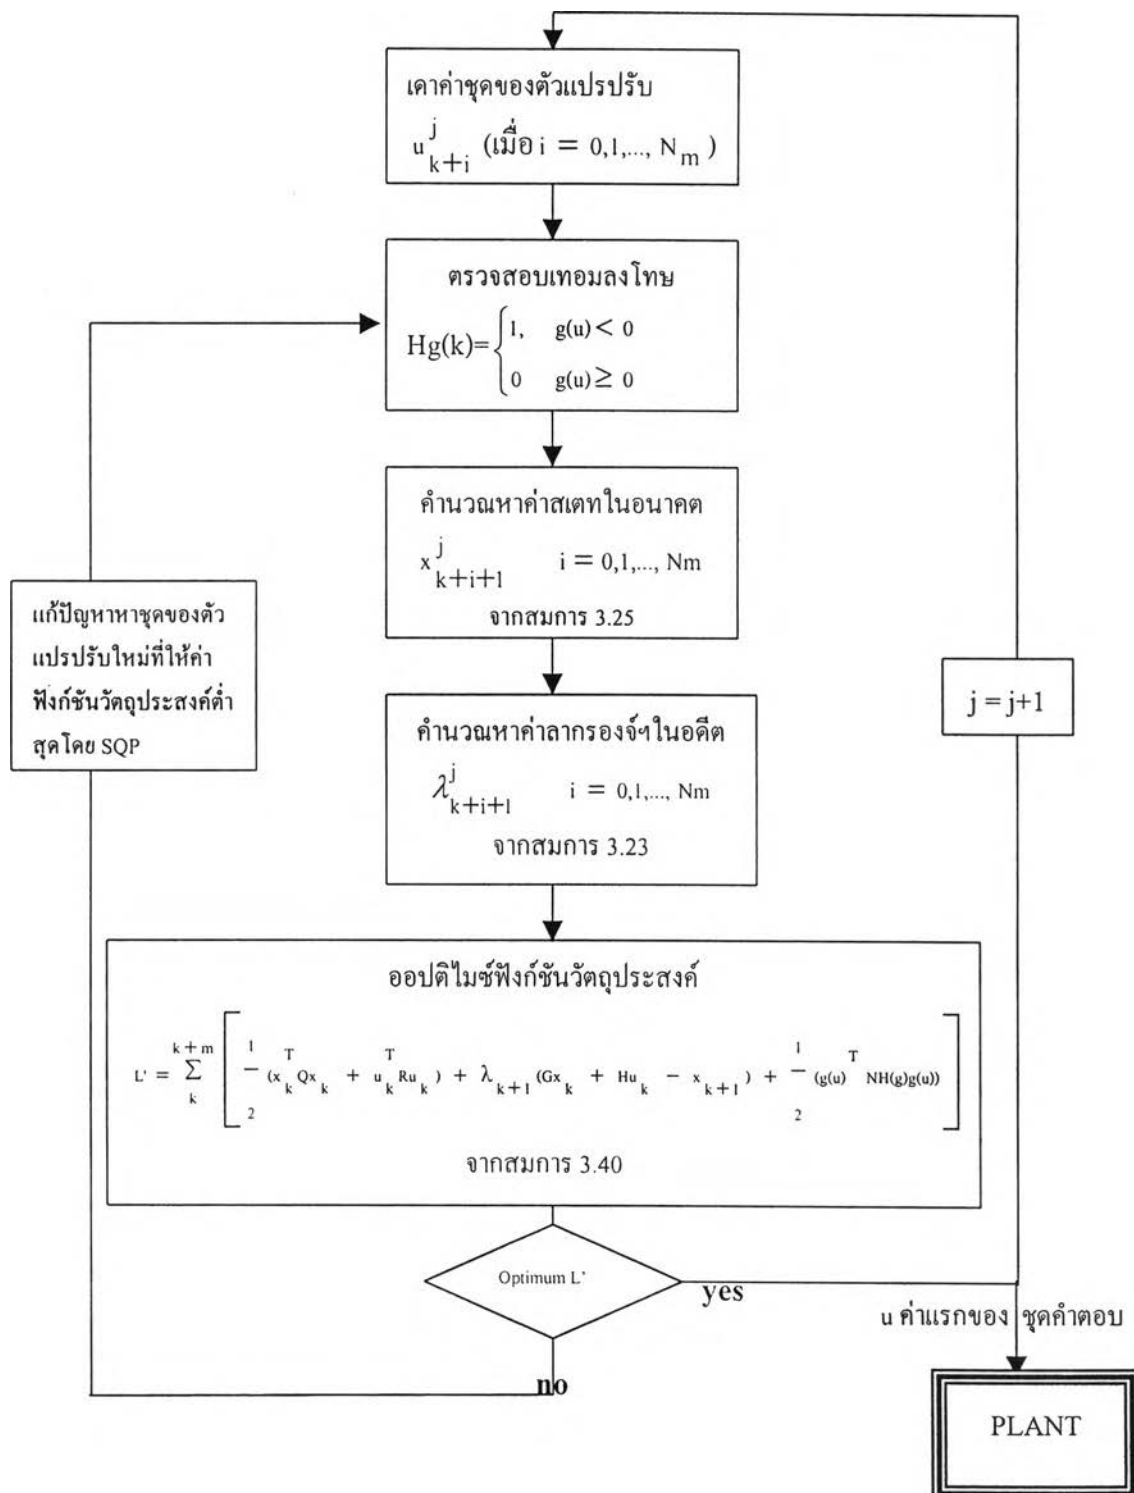 เดาค่าชุดของตัวแปรปรับ
u^j_{k+i} (เมื่อ i = 0,1,..., N_m )
ตรวจสอบเทอมลงโทษ
Hg(k)= { 1, g(u) < 0
0 g(u) ≥ 0
คำนวณหาค่าสเตทในอนาคต
x^j_{k+i+1} i = 0,1,..., Nm
จากสมการ 3.25
แก้ปัญหาหาชุดของตัว
แปรปรับใหม่ที่ให้ค่า
ฟังก์ชันวัตถุประสงค์ต่ำ
สุดโดย SQP
j = j+1
คำนวณหาค่าลากรองจ์ฯในอดีต
λ^j_{k+i+1} i = 0,1,..., Nm
จากสมการ 3.23
ออปติไมซ์ฟังก์ชันวัตถุประสงค์
L' = Σ_k^{k+m} [ 1/2 (x_k^T Qx_k + u_k^T Ru_k ) + λ_{k+1} (Gx_k + Hu_k − x_{k+1} ) + 1/2 (g(u)^T NH(g)g(u)) ]
จากสมการ 3.40
Optimum L'
yes
u ค่าแรกของ ชุดคำตอบ
no
PLANT